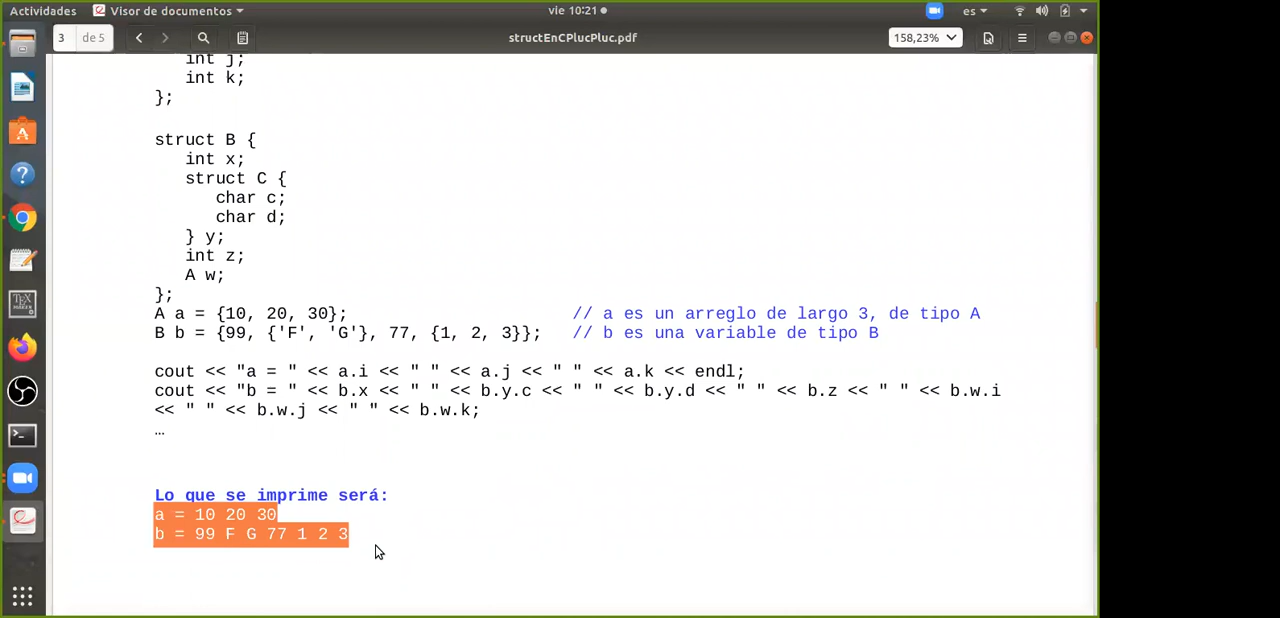 Actividades Visor de documentos vie 10:21 es
3 de 5 structEnCPlucPluc.pdf 158,23%
int j;
int k;
};
struct B {
int x;
struct C {
char c;
char d;
} y;
int z;
A w;
};
A a = {10, 20, 30}; // a es un arreglo de largo 3, de tipo A
B b = {99, {'F', 'G'}, 77, {1, 2, 3}}; // b es una variable de tipo B
cout << "a = " << a.i << " " << a.j << " " << a.k << endl;
cout << "b = " << b.x << " " << b.y.c << " " << b.y.d << " " << b.z << " " << b.w.i
<< " " << b.w.j << " " << b.w.k;
…
Lo que se imprime será:
a = 10 20 30
b = 99 F G 77 1 2 3